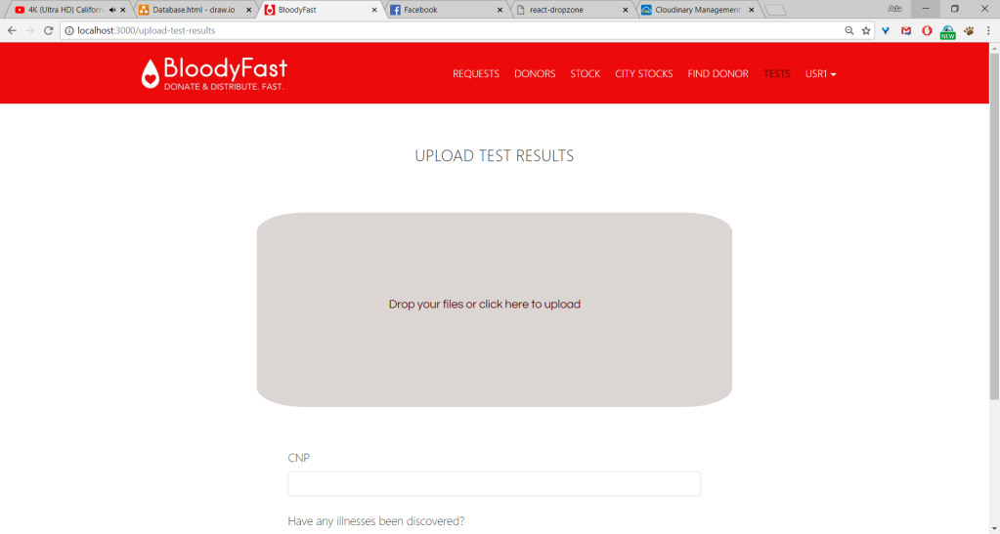 4K (Ultra HD) Californ
Database.html - draw.io
BloodyFast
Facebook
react-dropzone
Cloudinary Management
Ada
localhost:3000/upload-test-results
NEW
BloodyFast
DONATE & DISTRIBUTE. FAST.
REQUESTS DONORS STOCK CITY STOCKS FIND DONOR TESTS USR1
UPLOAD TEST RESULTS
Drop your files or click here to upload
CNP
Have any illnesses been discovered?